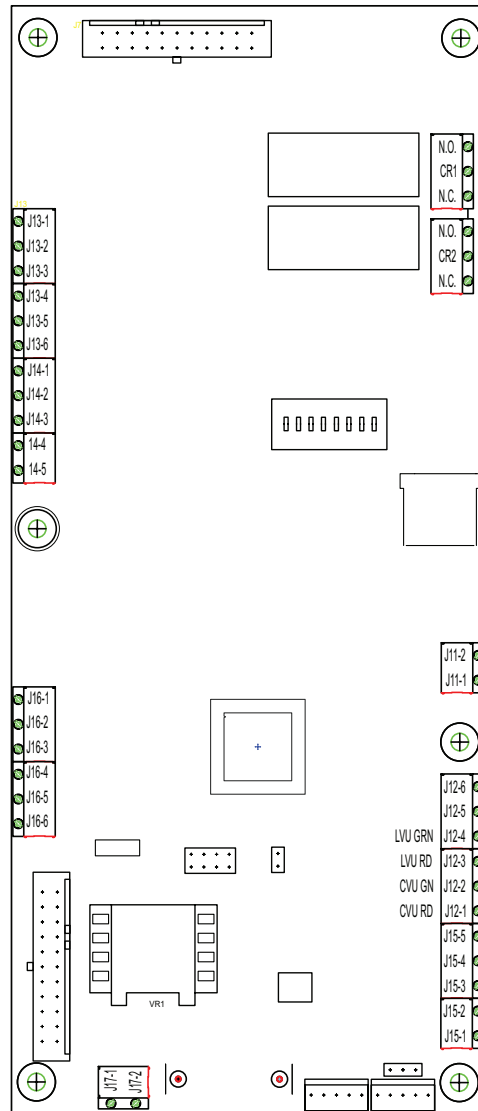 J7
N.O.
CR1
N.C.
N.O.
CR2
N.C.
J13
J13-1
J13-2
J13-3
J13-4
J13-5
J13-6
J14-1
J14-2
J14-3
14-4
14-5
J11-2
J11-1
J16-1
J16-2
J16-3
J16-4
J16-5
J16-6
J12-6
J12-5
LVU GRN J12-4
LVU RD J12-3
CVU GN J12-2
CVU RD J12-1
J15-5
J15-4
J15-3
J15-2
J15-1
VR1
J17-1
J17-2